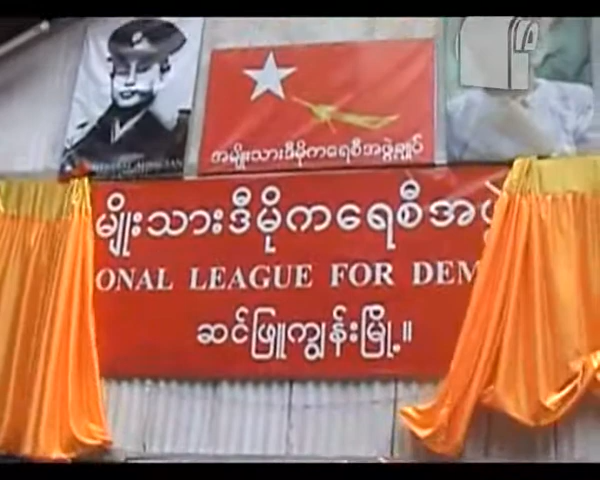 အမျိုးသားဒီမိုကရေစီအဖွဲ့ချုပ်
မျိုးသားဒီမိုကရေစီအဖွဲ
ONAL LEAGUE FOR DEM
ဆင်ဖြူကျွန်းမြို့။